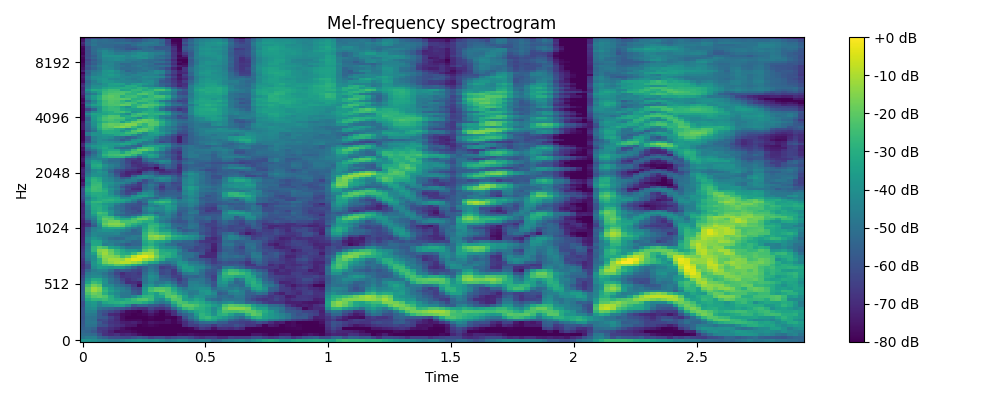 Mel-frequency spectrogram
Hz
8192
4096
2048
1024
512
0
0
0.5
1
1.5
2
2.5
Time
+0 dB
-10 dB
-20 dB
-30 dB
-40 dB
-50 dB
-60 dB
-70 dB
-80 dB